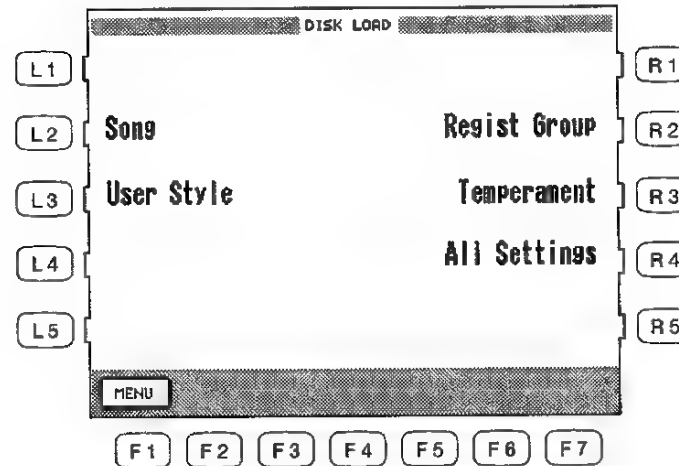 DISK LOAD
L1 R1
L2 Song Regist Group R2
L3 User Style Temperament R3
L4 All Settings R4
L5 R5
MENU
F1 F2 F3 F4 F5 F6 F7